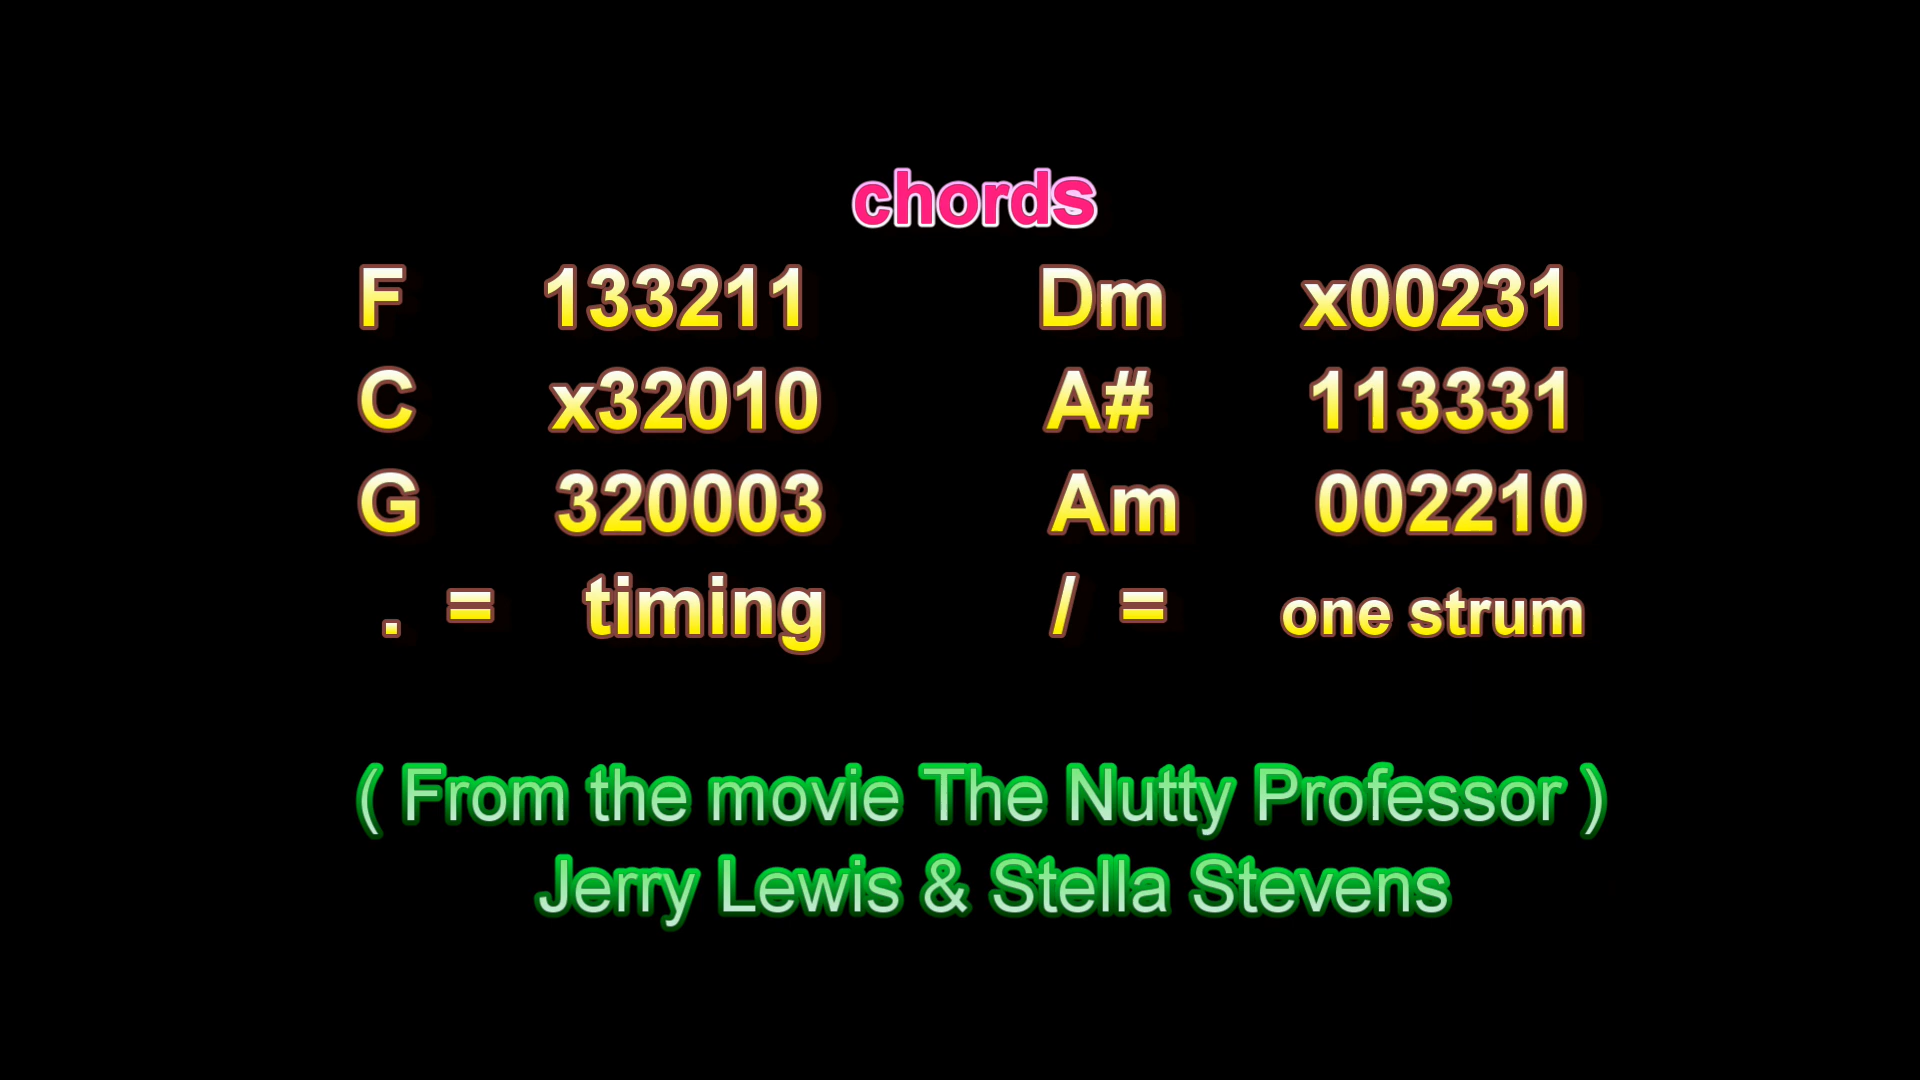 chords
F 133211 Dm x00231
C x32010 A# 113331
G 320003 Am 002210
. = timing / = one strum
( From the movie The Nutty Professor )
Jerry Lewis & Stella Stevens